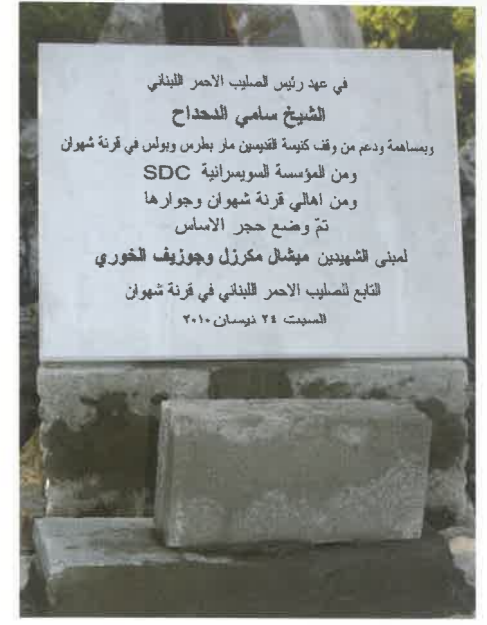 في عهد رئيس الصليب الاحمر اللبناني
الشيخ سامي الدحداح
وبمساهمة ودعم من وقف كنيسة القديسين مار بطرس وبولس في قرنة شهوان
ومن المؤسسة السويسرانية SDC
ومن اهالي قرنة شهوان وجوارها
تمّ وضع حجر الاساس
لمبنى الشهيدين ميشال مكرزل وجوزيف الخوري
التابع للصليب الاحمر اللبناني في قرنة شهوان
السبت ٢٤ نيسان ٢٠١٠